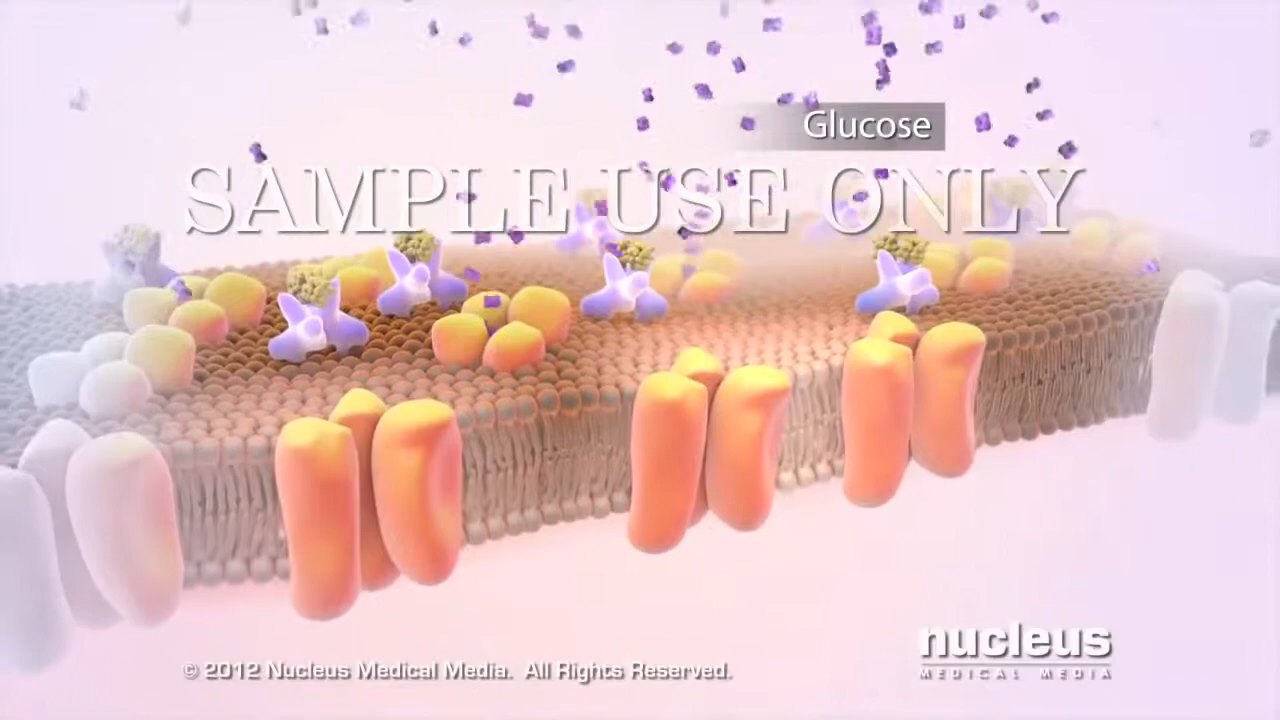 Glucose
SAMPLE USE ONLY
nucleus
MEDICAL MEDIA
© 2012 Nucleus Medical Media. All Rights Reserved.